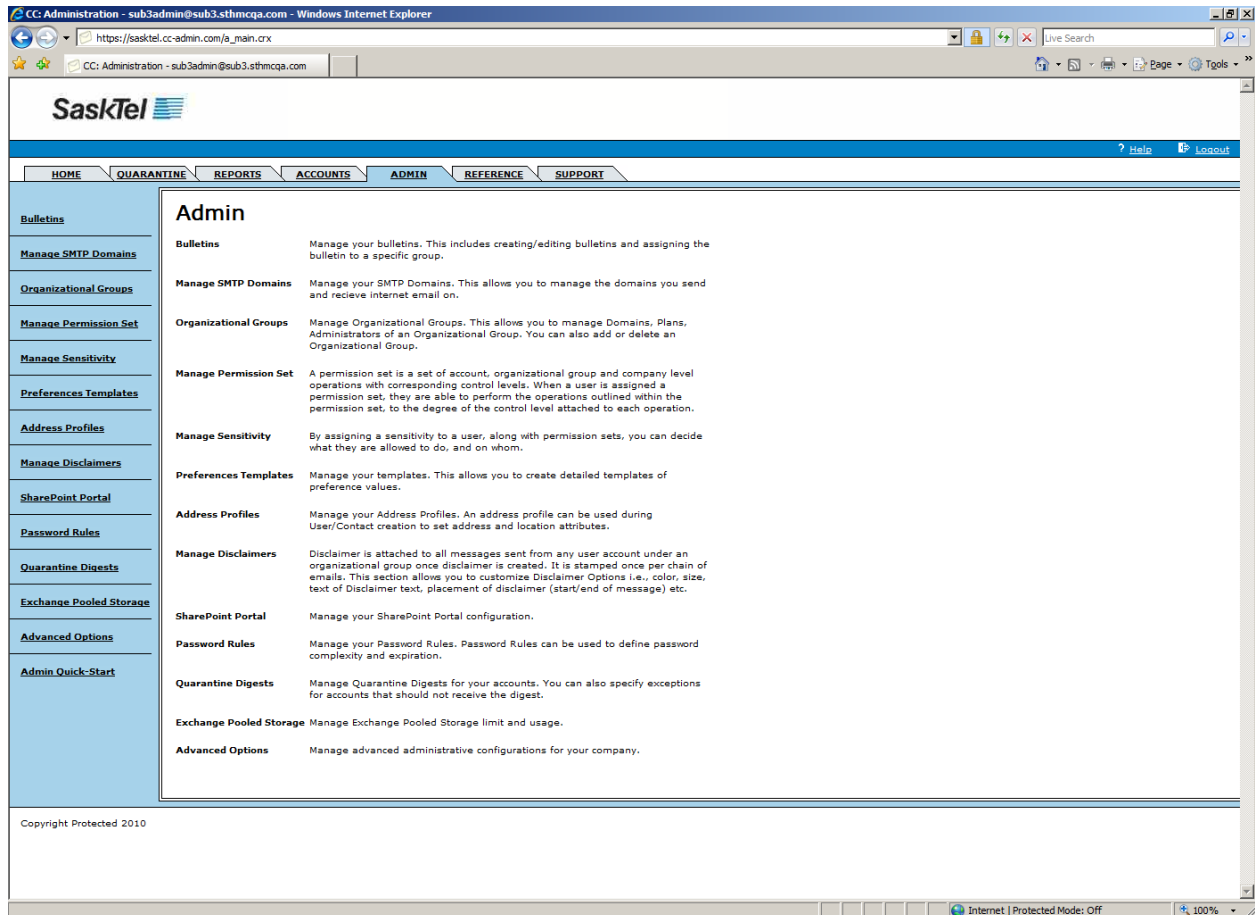 CC: Administration - sub3admin@sub3.sthmcqa.com - Windows Internet Explorer
https://sasktel.cc-admin.com/a_main.crx
Live Search
CC: Administration - sub3admin@sub3.sthmcqa.com
Page
Tools
»
SaskTel
? Help
Logout
HOME
QUARANTINE
REPORTS
ACCOUNTS
ADMIN
REFERENCE
SUPPORT
Bulletins
Manage SMTP Domains
Organizational Groups
Manage Permission Set
Manage Sensitivity
Preferences Templates
Address Profiles
Manage Disclaimers
SharePoint Portal
Password Rules
Quarantine Digests
Exchange Pooled Storage
Advanced Options
Admin Quick-Start
Admin
Bulletins
Manage your bulletins. This includes creating/editing bulletins and assigning the
bulletin to a specific group.
Manage SMTP Domains
Manage your SMTP Domains. This allows you to manage the domains you send
and recieve internet email on.
Organizational Groups
Manage Organizational Groups. This allows you to manage Domains, Plans,
Administrators of an Organizational Group. You can also add or delete an
Organizational Group.
Manage Permission Set
A permission set is a set of account, organizational group and company level
operations with corresponding control levels. When a user is assigned a
permission set, they are able to perform the operations outlined within the
permission set, to the degree of the control level attached to each operation.
Manage Sensitivity
By assigning a sensitivity to a user, along with permission sets, you can decide
what they are allowed to do, and on whom.
Preferences Templates
Manage your templates. This allows you to create detailed templates of
preference values.
Address Profiles
Manage your Address Profiles. An address profile can be used during
User/Contact creation to set address and location attributes.
Manage Disclaimers
Disclaimer is attached to all messages sent from any user account under an
organizational group once disclaimer is created. It is stamped once per chain of
emails. This section allows you to customize Disclaimer Options i.e., color, size,
text of Disclaimer text, placement of disclaimer (start/end of message) etc.
SharePoint Portal
Manage your SharePoint Portal configuration.
Password Rules
Manage your Password Rules. Password Rules can be used to define password
complexity and expiration.
Quarantine Digests
Manage Quarantine Digests for your accounts. You can also specify exceptions
for accounts that should not receive the digest.
Exchange Pooled Storage
Manage Exchange Pooled Storage limit and usage.
Advanced Options
Manage advanced administrative configurations for your company.
Copyright Protected 2010
Internet | Protected Mode: Off
100%